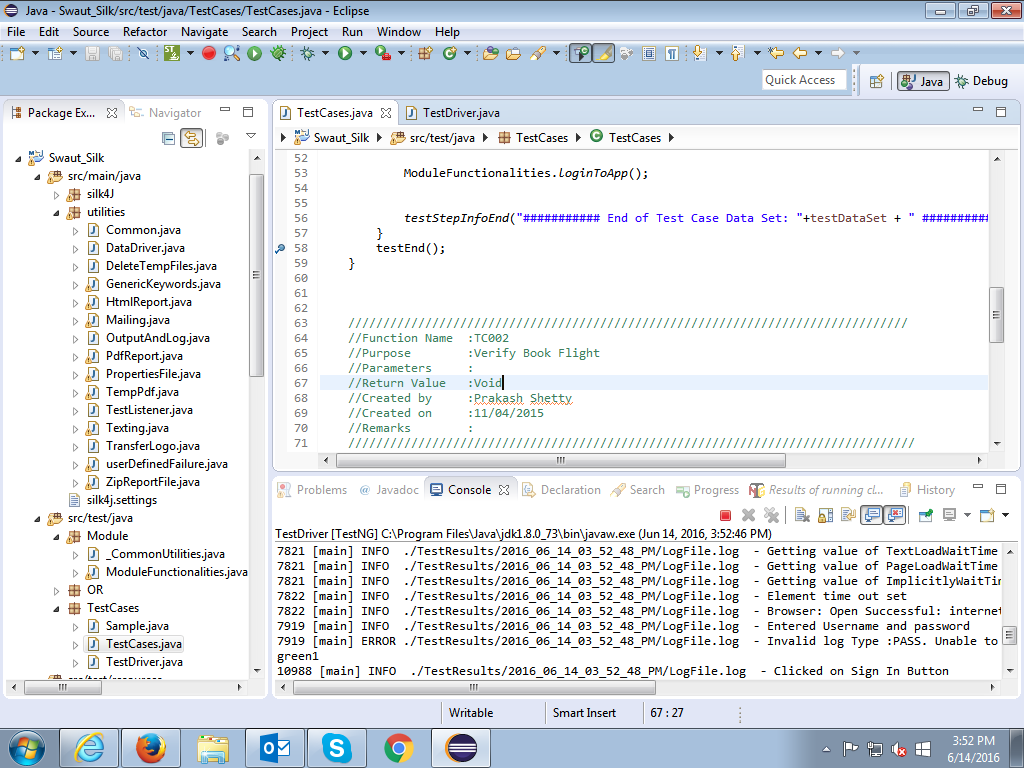 Java - Swaut_Silk/src/test/java/TestCases/TestCases.java - Eclipse
File Edit Source Refactor Navigate Search Project Run Window Help
Quick Access
Java
Debug
Package Ex...
Navigator
Swaut_Silk
src/main/java
silk4J
utilities
Common.java
DataDriver.java
DeleteTempFiles.java
GenericKeywords.java
HtmlReport.java
Mailing.java
OutputAndLog.java
PdfReport.java
PropertiesFile.java
TempPdf.java
TestListener.java
Texting.java
TransferLogo.java
userDefinedFailure.java
ZipReportFile.java
silk4j.settings
src/test/java
Module
_CommonUtilities.java
ModuleFunctionalities.java
OR
TestCases
Sample.java
TestCases.java
TestDriver.java
src/test/resources
TestCases.java
TestDriver.java
Swaut_Silk src/test/java TestCases TestCases
52
53 ModuleFunctionalities.loginToApp();
54
55
56 testStepInfoEnd("########### End of Test Case Data Set: "+testDataSet + " ##########
57 }
58 testEnd();
59 }
60
61
62
63 ////////////////////////////////////////////////////////////////////////////////
64 //Function Name :TC002
65 //Purpose :Verify Book Flight
66 //Parameters :
67 //Return Value :Void
68 //Created by :Prakash Shetty
69 //Created on :11/04/2015
70 //Remarks :
71 /////////////////////////////////////////////////////////////////////////////////
Problems Javadoc Console Declaration Search Progress Results of running cl... History
TestDriver [TestNG] C:\Program Files\Java\jdk1.8.0_73\bin\javaw.exe (Jun 14, 2016, 3:52:46 PM)
7821 [main] INFO ./TestResults/2016_06_14_03_52_48_PM/LogFile.log - Getting value of TextLoadWaitTime
7821 [main] INFO ./TestResults/2016_06_14_03_52_48_PM/LogFile.log - Getting value of PageLoadWaitTime
7821 [main] INFO ./TestResults/2016_06_14_03_52_48_PM/LogFile.log - Getting value of ImplicitlyWaitTim
7822 [main] INFO ./TestResults/2016_06_14_03_52_48_PM/LogFile.log - Element time out set
7822 [main] INFO ./TestResults/2016_06_14_03_52_48_PM/LogFile.log - Browser: Open Successful: internet
7919 [main] INFO ./TestResults/2016_06_14_03_52_48_PM/LogFile.log - Entered Username and password
7919 [main] ERROR ./TestResults/2016_06_14_03_52_48_PM/LogFile.log - Invalid log Type :PASS. Unable to
green1
10988 [main] INFO ./TestResults/2016_06_14_03_52_48_PM/LogFile.log - Clicked on Sign In Button
Writable Smart Insert 67 : 27
3:52 PM
6/14/2016